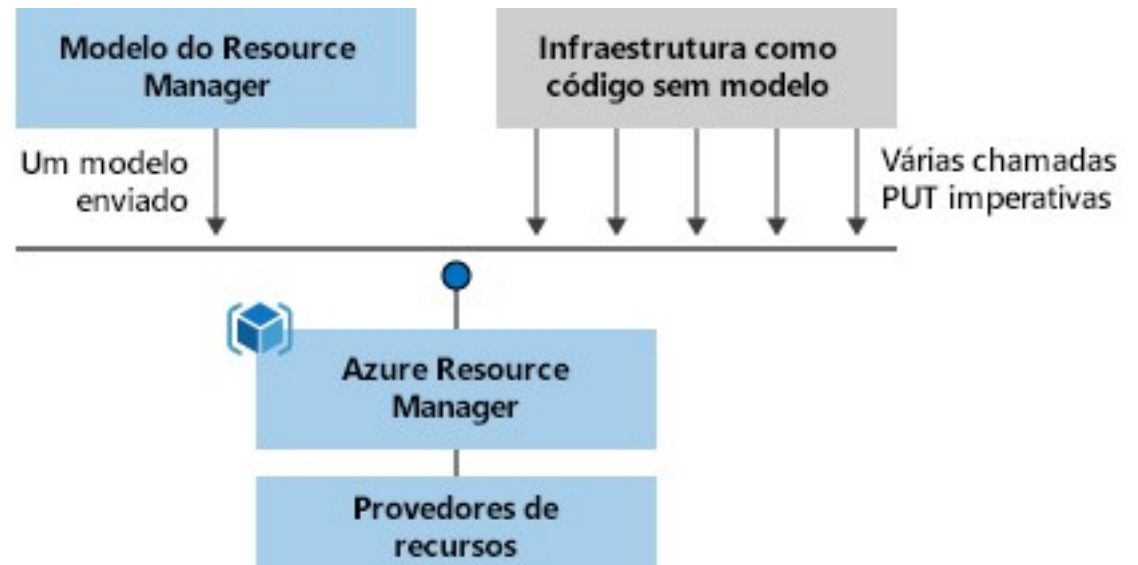 Modelo do Resource
Manager
Infraestrutura como
código sem modelo
Um modelo
enviado
Várias chamadas
PUT imperativas
Azure Resource
Manager
Provedores de
recursos